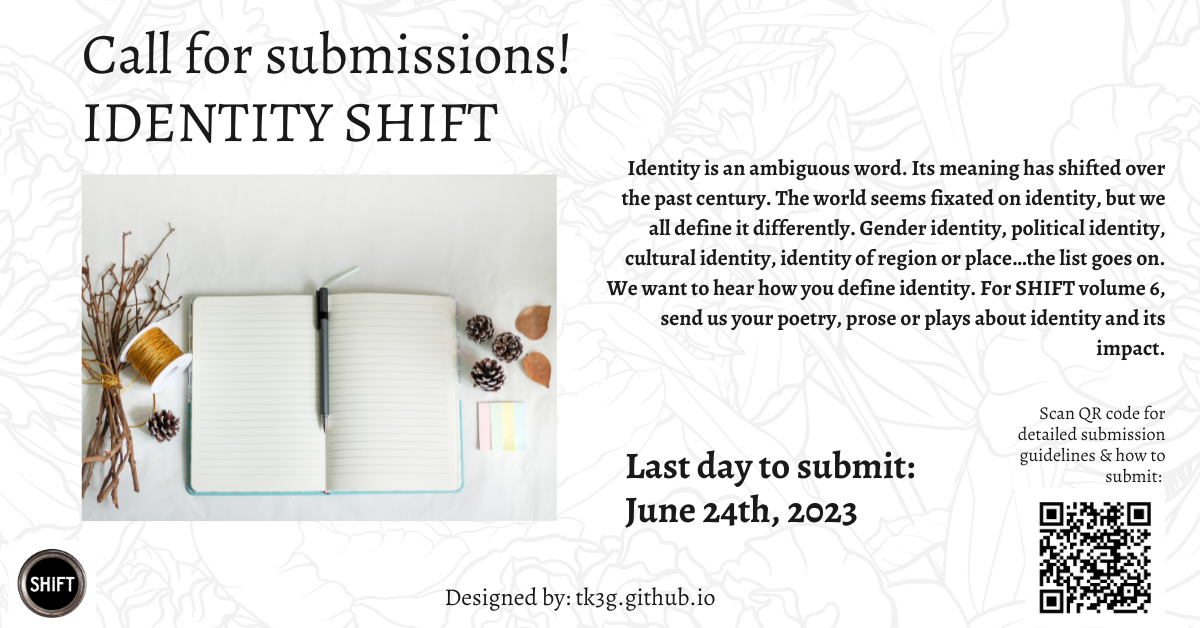 Call for submissions!
IDENTITY SHIFT
Identity is an ambiguous word. Its meaning has shifted over
the past century. The world seems fixated on identity, but we
all define it differently. Gender identity, political identity,
cultural identity, identity of region or place...the list goes on.
We want to hear how you define identity. For SHIFT volume 6,
send us your poetry, prose or plays about identity and its
impact.
Scan QR code for
detailed submission
guidelines & how to
submit:
Last day to submit:
June 24th, 2023
SHIFT
Designed by: tk3g.github.io